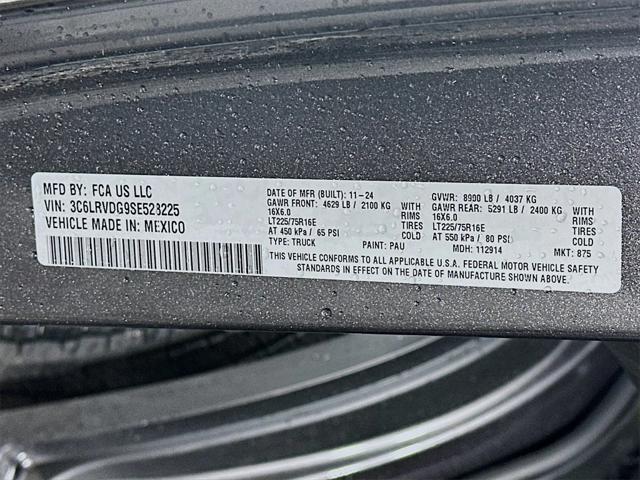 MFD BY: FCA US LLC
VIN: 3C6LRVDG9SE528225
VEHICLE MADE IN: MEXICO
DATE OF MFR (BUILT): 11-24
GAWR FRONT: 4629 LB / 2100 KG WITH
16X6.0 RIMS
LT225/75R16E TIRES
AT 450 kPa / 65 PSI COLD
TYPE: TRUCK PAINT: PAU
GVWR: 8900 LB / 4037 KG
GAWR REAR: 5291 LB / 2400 KG WITH
16X6.0 RIMS
LT225/75R16E TIRES
AT 550 kPa / 80 PSI COLD
MDH: 112914 MKT: 875
THIS VEHICLE CONFORMS TO ALL APPLICABLE U.S.A. FEDERAL MOTOR VEHICLE SAFETY
STANDARDS IN EFFECT ON THE DATE OF MANUFACTURE SHOWN ABOVE.